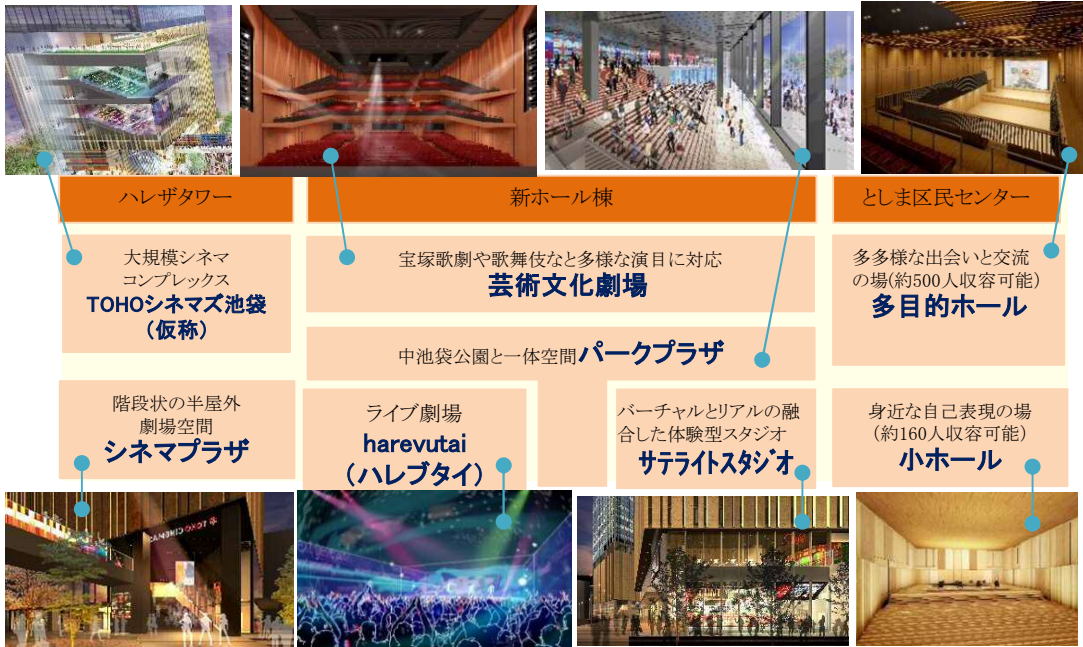 ハレザタワー
新ホール棟
としま区民センター
大規模シネマ
コンプレックス
TOHOシネマズ池袋
（仮称）
宝塚歌劇や歌舞伎など多様な演目に対応
芸術文化劇場
多多様な出会いと交流
の場(約500人収容可能)
多目的ホール
中池袋公園と一体空間パークプラザ
階段状の半屋外
劇場空間
シネマプラザ
ライブ劇場
harevutai
（ハレブタイ）
バーチャルとリアルの融
合した体験型スタジオ
サテライトスタジオ
身近な自己表現の場
（約160人収容可能）
小ホール
TOHO CINEMAS